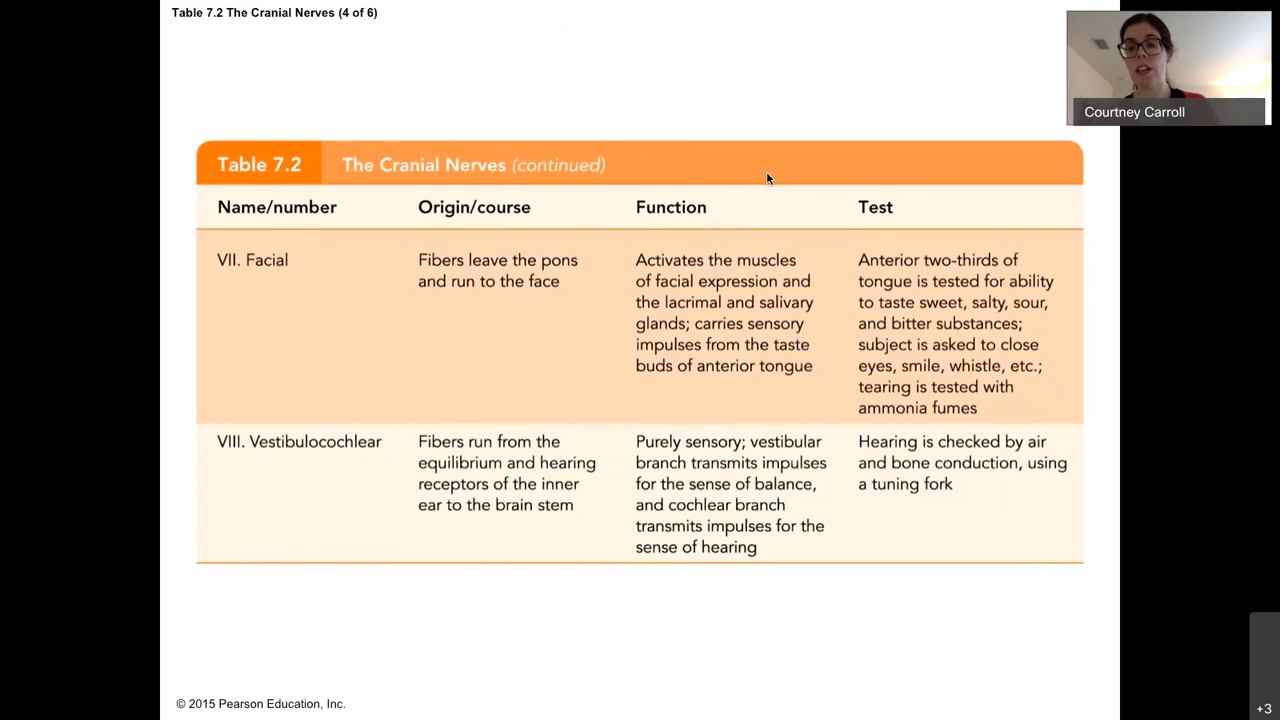 Table 7.2 The Cranial Nerves (4 of 6)
Courtney Carroll
Table 7.2 The Cranial Nerves (continued)
Name/number Origin/course Function Test
VII. Facial
Fibers leave the pons
and run to the face
Activates the muscles
of facial expression and
the lacrimal and salivary
glands; carries sensory
impulses from the taste
buds of anterior tongue
Anterior two-thirds of
tongue is tested for ability
to taste sweet, salty, sour,
and bitter substances;
subject is asked to close
eyes, smile, whistle, etc.;
tearing is tested with
ammonia fumes
VIII. Vestibulocochlear
Fibers run from the
equilibrium and hearing
receptors of the inner
ear to the brain stem
Purely sensory; vestibular
branch transmits impulses
for the sense of balance,
and cochlear branch
transmits impulses for the
sense of hearing
Hearing is checked by air
and bone conduction, using
a tuning fork
© 2015 Pearson Education, Inc.
+3